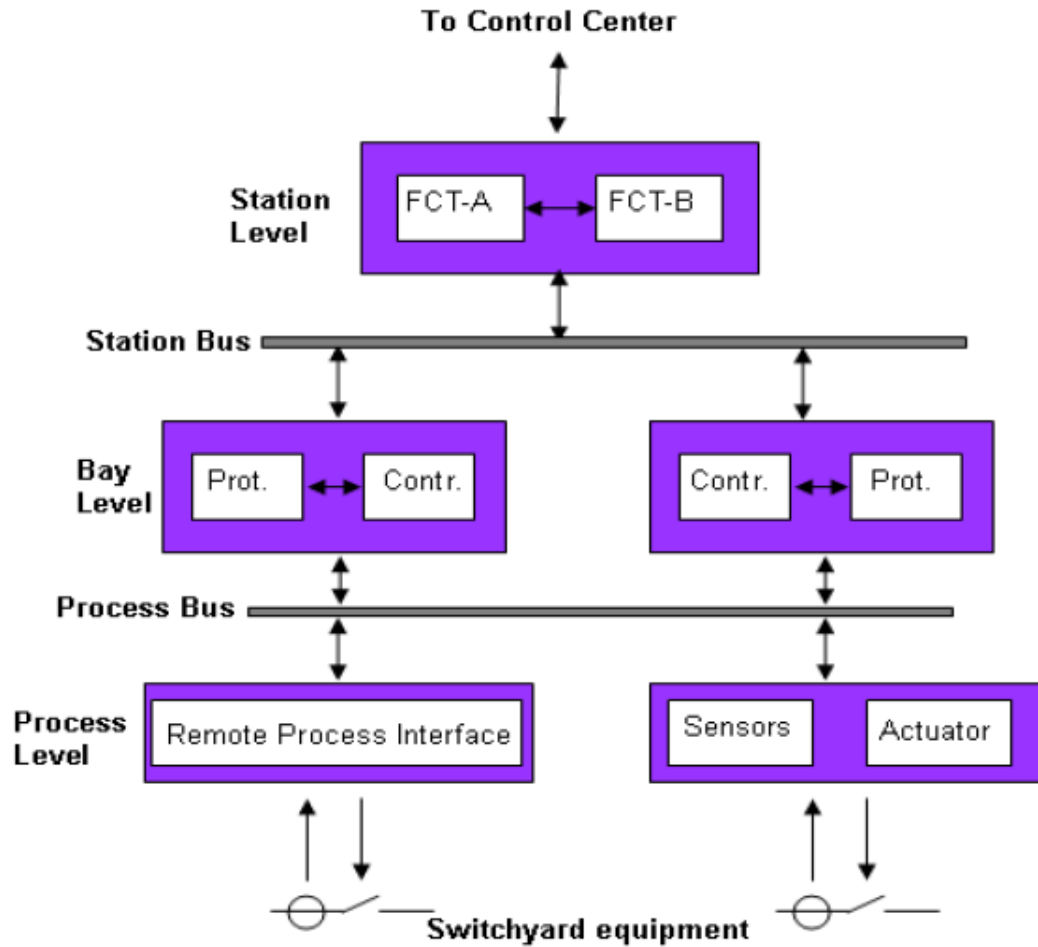 To Control Center
Station
Level
FCT-A
FCT-B
Station Bus
Bay
Level
Prot.
Contr.
Contr.
Prot.
Process Bus
Process
Level
Remote Process Interface
Sensors
Actuator
Switchyard equipment